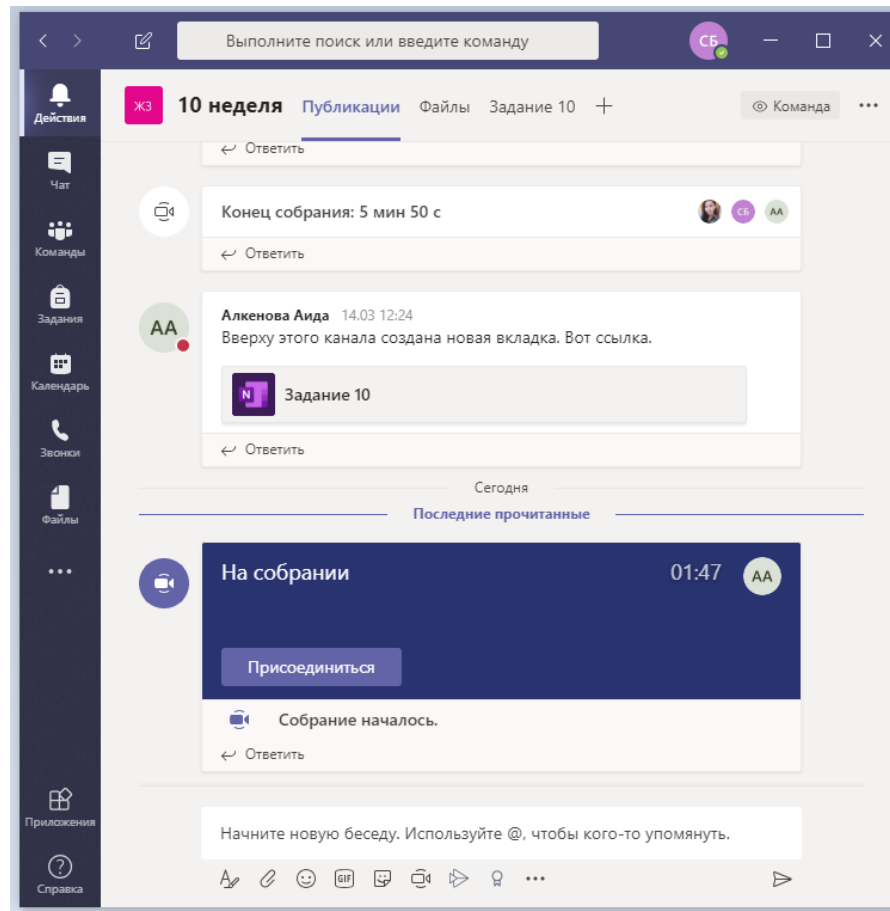 Выполните поиск или введите команду
СБ
Действия
Чат
Команды
Задания
Календарь
Звонки
Файлы
Приложения
Справка
ЖЗ 10 неделя Публикации Файлы Задание 10 Команда
Ответить
Конец собрания: 5 мин 50 с СБ АА
Ответить
АА
Алкенова Аида 14.03 12:24
Вверху этого канала создана новая вкладка. Вот ссылка.
N Задание 10
Ответить
Сегодня
Последние прочитанные
На собрании 01:47 АА
Присоединиться
Собрание началось.
Ответить
Начните новую беседу. Используйте @, чтобы кого-то упомянуть.
GIF